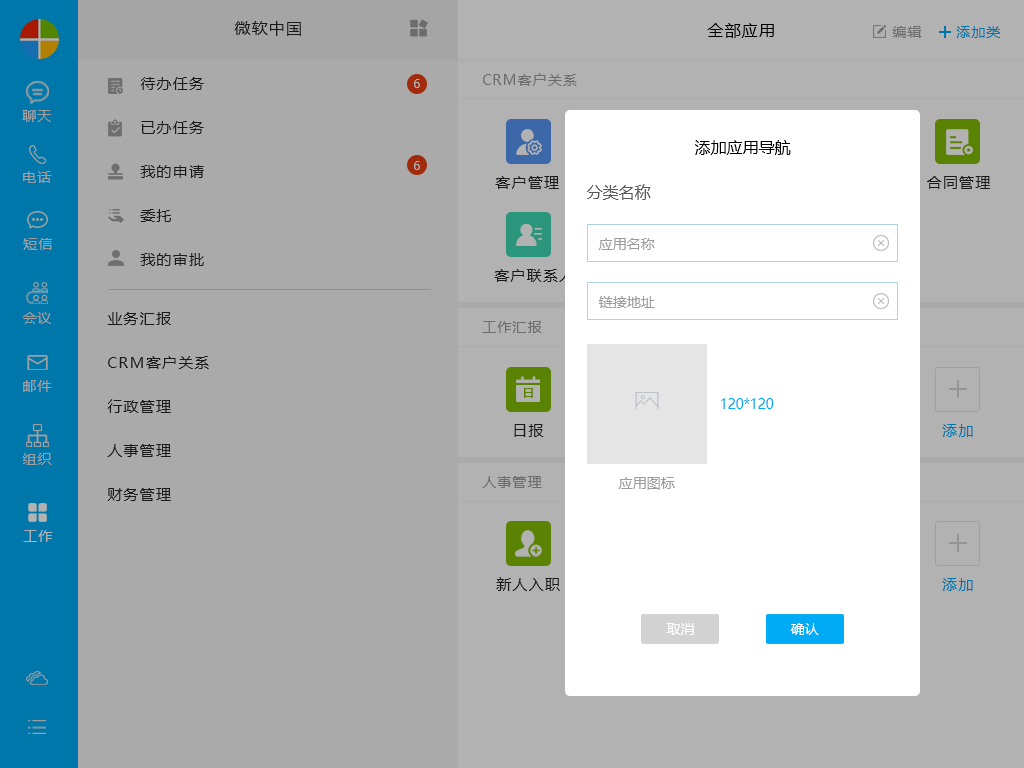 微软中国
全部应用
编辑
添加类
聊天
电话
短信
会议
邮件
组织
工作
待办任务
6
已办任务
我的申请
6
委托
我的审批
业务汇报
CRM客户关系
行政管理
人事管理
财务管理
CRM客户关系
客户管理
合同管理
客户联系人
工作汇报
日报
添加
人事管理
新人入职
添加
添加应用导航
分类名称
应用名称
链接地址
120*120
应用图标
取消
确认